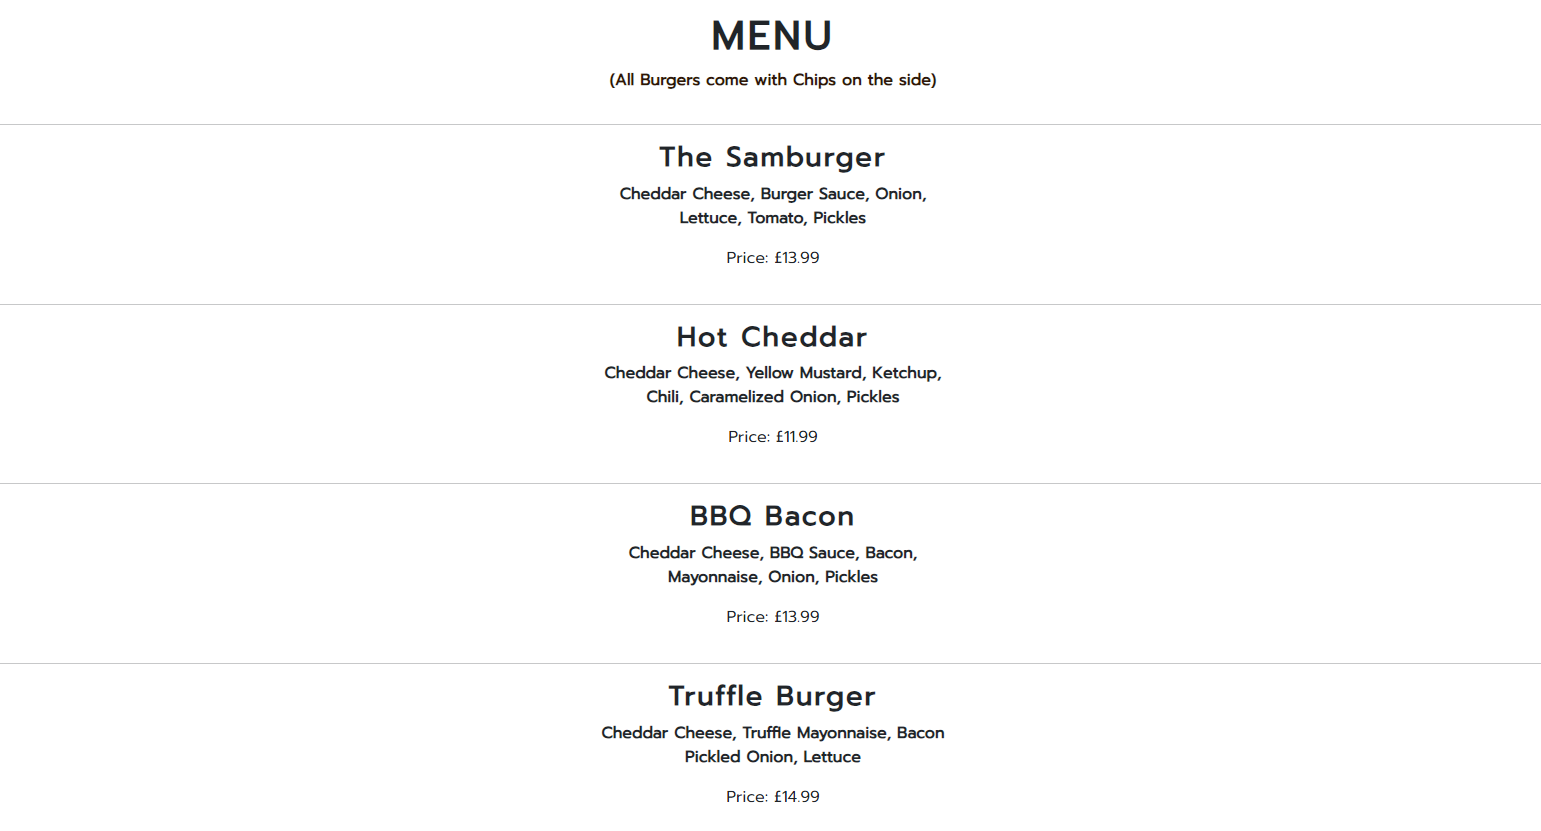 MENU
(All Burgers come with Chips on the side)
The Samburger
Cheddar Cheese, Burger Sauce, Onion,
Lettuce, Tomato, Pickles
Price: £13.99
Hot Cheddar
Cheddar Cheese, Yellow Mustard, Ketchup,
Chili, Caramelized Onion, Pickles
Price: £11.99
BBQ Bacon
Cheddar Cheese, BBQ Sauce, Bacon,
Mayonnaise, Onion, Pickles
Price: £13.99
Truffle Burger
Cheddar Cheese, Truffle Mayonnaise, Bacon
Pickled Onion, Lettuce
Price: £14.99